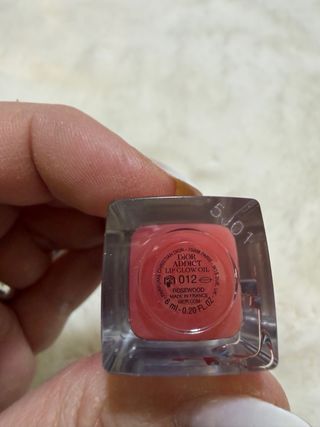 5J01
DIOR
ADDICT
LIP GLOW OIL
012
ROSEWOOD
MADE IN FRANCE
6 ml - 0.20 FL.OZ.